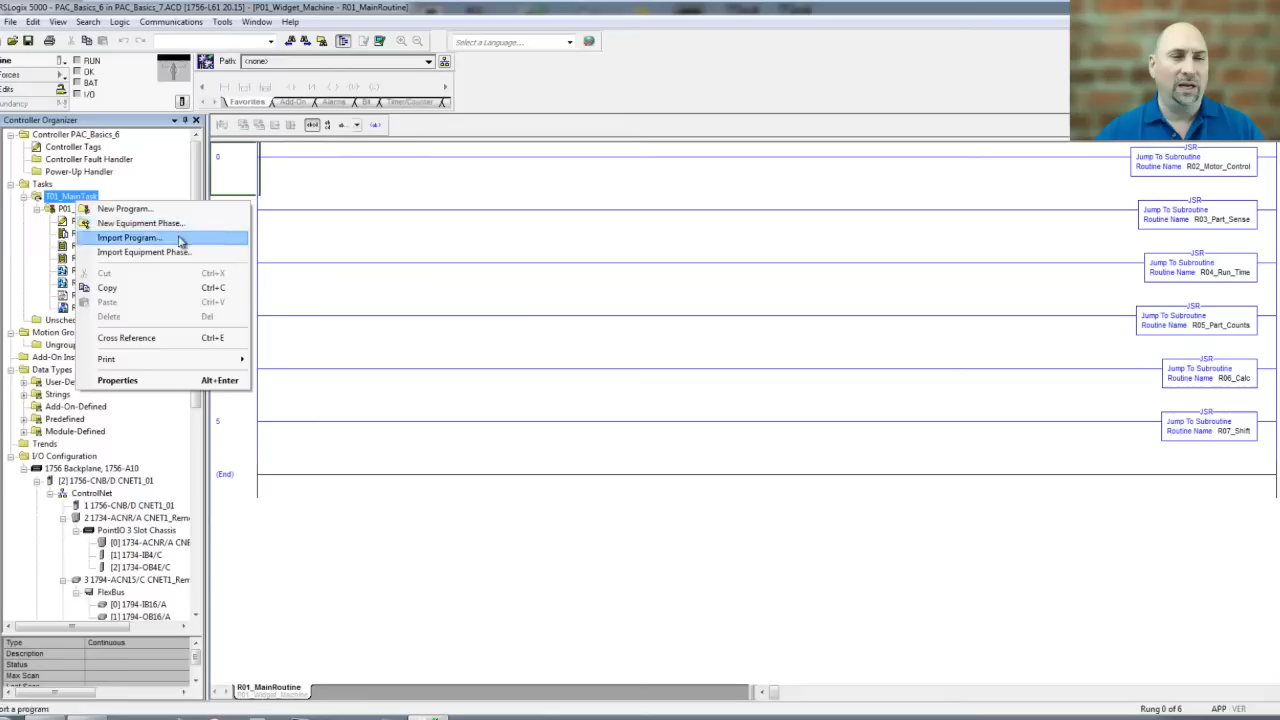 RSLogix 5000 - PAC_Basics_6 in PAC_Basics_7.ACD [1756-L61 20.15] - [P01_Widget_Machine - R01_MainRoutine]
File Edit View Search Logic Communications Tools Window Help
Select a Language...
RUN
OK
BAT
I/O
Path: <none>
Favorites Add-On Alarms Bit Timer/Counter
Controller Organizer
Controller PAC_Basics_6
Controller Tags
Controller Fault Handler
Power-Up Handler
Tasks
T01_MainTask
New Program...
New Equipment Phase...
Import Program...
Import Equipment Phase..
Cut Ctrl+X
Copy Ctrl+C
Paste Ctrl+V
Delete Del
Cross Reference Ctrl+E
Print
Properties Alt+Enter
Data Types
Strings
Add-On-Defined
Predefined
Module-Defined
Trends
I/O Configuration
1756 Backplane, 1756-A10
[2] 1756-CNB/D CNET1_01
ControlNet
1 1756-CNB/D CNET1_01
2 1734-ACNR/A CNET1_Rem
PointIO 3 Slot Chassis
[0] 1734-ACNR/A CNE
[1] 1734-IB4/C
[2] 1734-OB4E/C
3 1794-ACN15/C CNET1_Rem
FlexBus
[0] 1794-IB16/A
[1] 1794-OB16/A
Type Continuous
Description
Status
Max Scan
0
JSR
Jump To Subroutine
Routine Name R02_Motor_Control
JSR
Jump To Subroutine
Routine Name R03_Part_Sense
Jump To Subroutine
Routine Name R04_Run_Time
JSR
Jump To Subroutine
Routine Name R05_Part_Counts
JSR
Jump To Subroutine
Routine Name R06_Calc
5
JSR
Jump To Subroutine
Routine Name R07_Shift
(End)
R01_MainRoutine
P01_Widget_Machine
Rung 0 of 6 APP VER